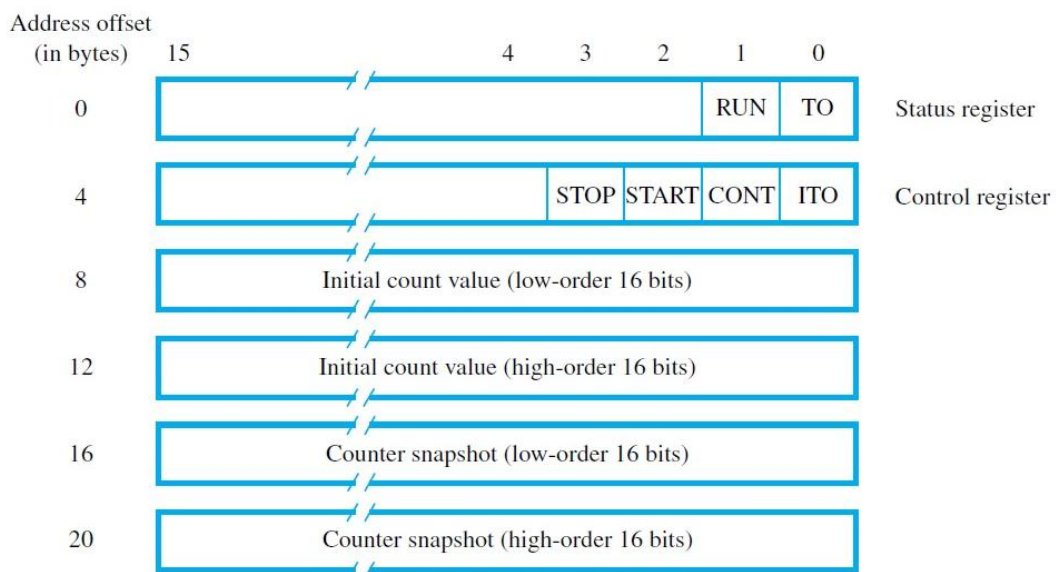 Address offset
(in bytes) 15 4 3 2 1 0
0 RUN TO Status register
4 STOP START CONT ITO Control register
8 Initial count value (low-order 16 bits)
12 Initial count value (high-order 16 bits)
16 Counter snapshot (low-order 16 bits)
20 Counter snapshot (high-order 16 bits)